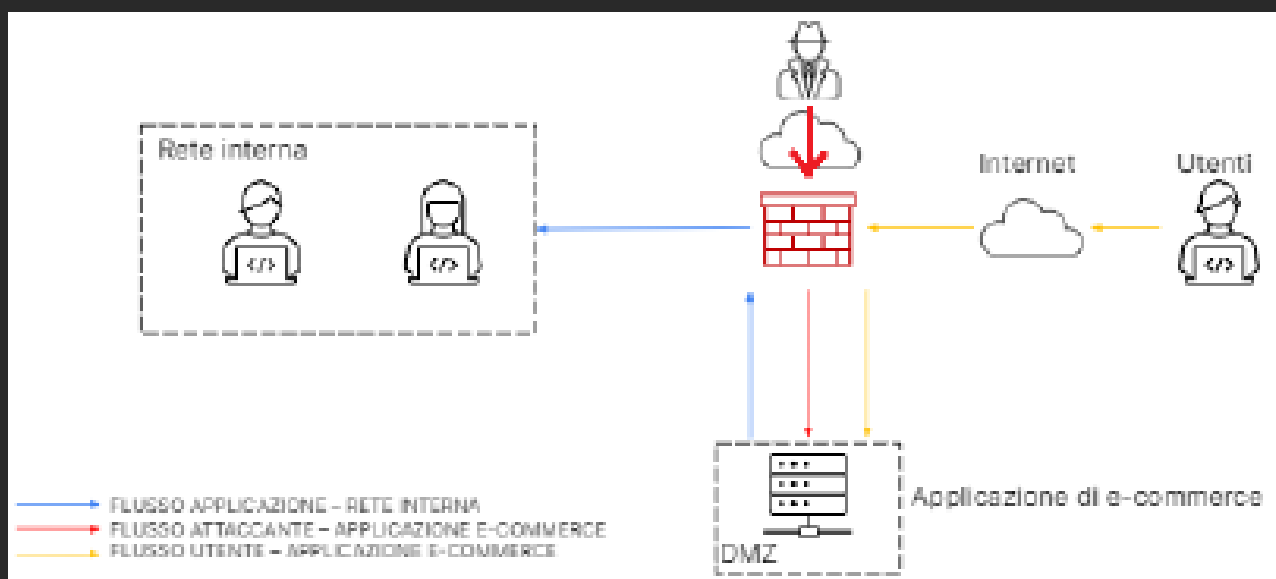 Rete interna
Internet
Utenti
</>
</>
</>
Applicazione di e-commerce
DMZ
FLUSSO APPLICAZIONE - RETE INTERNA
FLUSSO ATTACCANTE – APPLICAZIONE E-COMMERCE
FLUSSO UTENTE – APPLICAZIONE E-COMMERCE